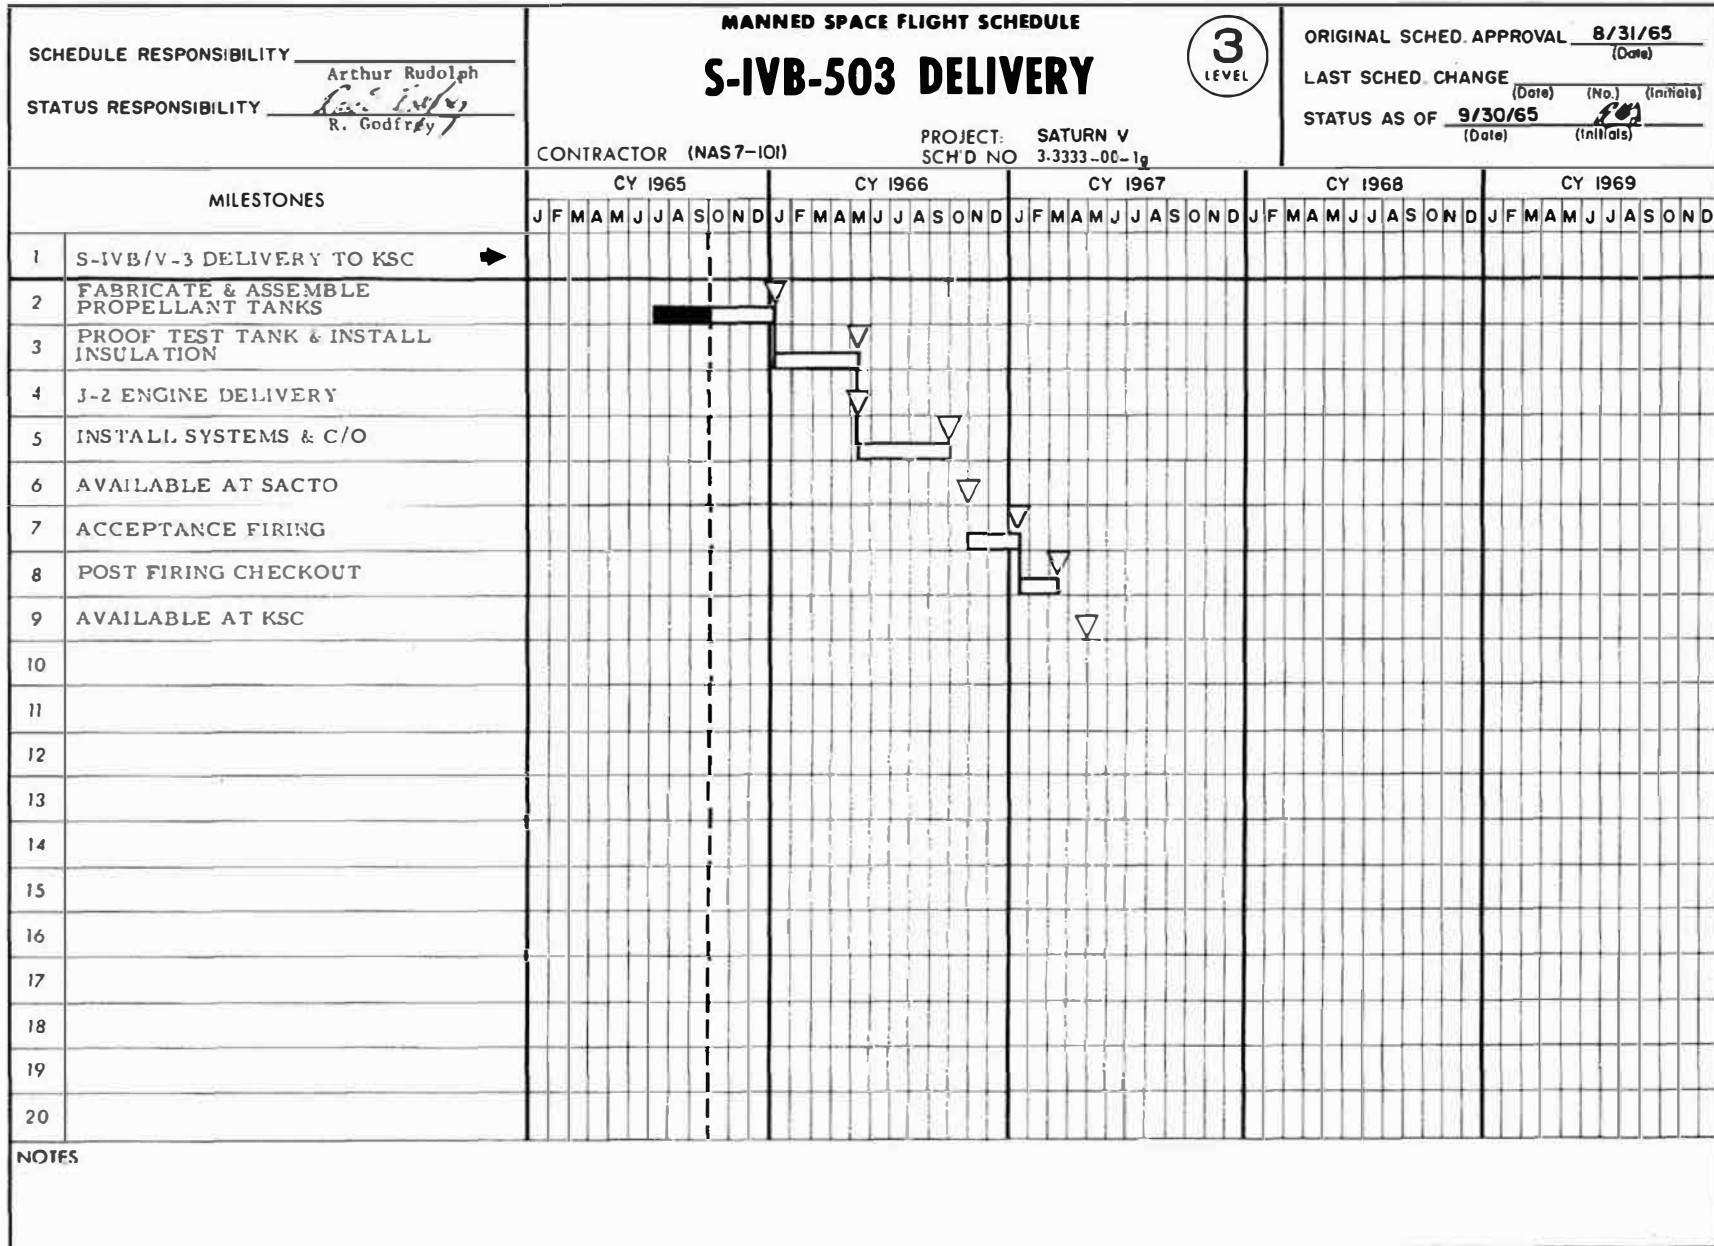 SCHEDULE RESPONSIBILITY
Arthur Rudolph
STATUS RESPONSIBILITY
R. Godfrey
MANNED SPACE FLIGHT SCHEDULE
S-IVB-503 DELIVERY
3
LEVEL
CONTRACTOR (NAS7-101)
PROJECT: SATURN V
SCH'D NO 3.3333-00-1g
ORIGINAL SCHED. APPROVAL 8/31/65
(Date)
LAST SCHED. CHANGE
(Date) (No.) (Initials)
STATUS AS OF 9/30/65
(Date) (Initials)
MILESTONES
CY 1965 CY 1966 CY 1967 CY 1968 CY 1969
J F M A M J J A S O N D J F M A M J J A S O N D J F M A M J J A S O N D J F M A M J J A S O N D J F M A M J J A S O N D
1 S-IVB/V-3 DELIVERY TO KSC
2 FABRICATE & ASSEMBLE
PROPELLANT TANKS
3 PROOF TEST TANK & INSTALL
INSULATION
4 J-2 ENGINE DELIVERY
5 INSTALL SYSTEMS & C/O
6 AVAILABLE AT SACTO
7 ACCEPTANCE FIRING
8 POST FIRING CHECKOUT
9 AVAILABLE AT KSC
10
11
12
13
14
15
16
17
18
19
20
NOTES